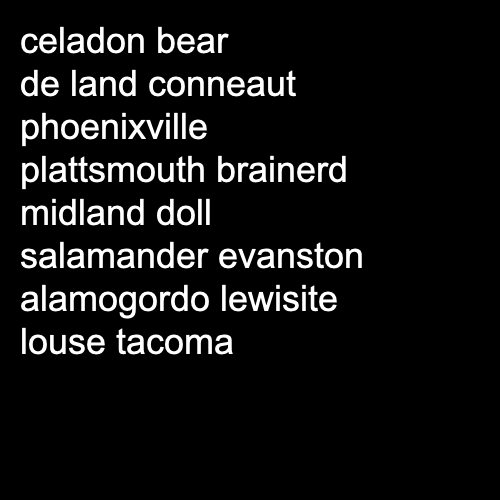 celadon bear
de land conneaut
phoenixville
plattsmouth brainerd
midland doll
salamander evanston
alamogordo lewisite
louse tacoma